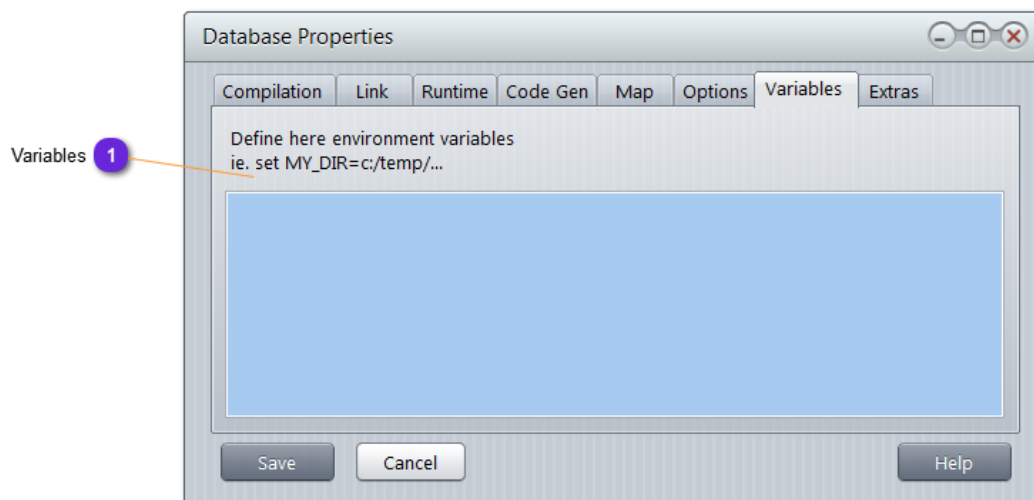 Database Properties
Compilation Link Runtime Code Gen Map Options Variables Extras
Define here environment variables
ie. set MY_DIR=c:/temp/...
Variables 1
Save Cancel Help